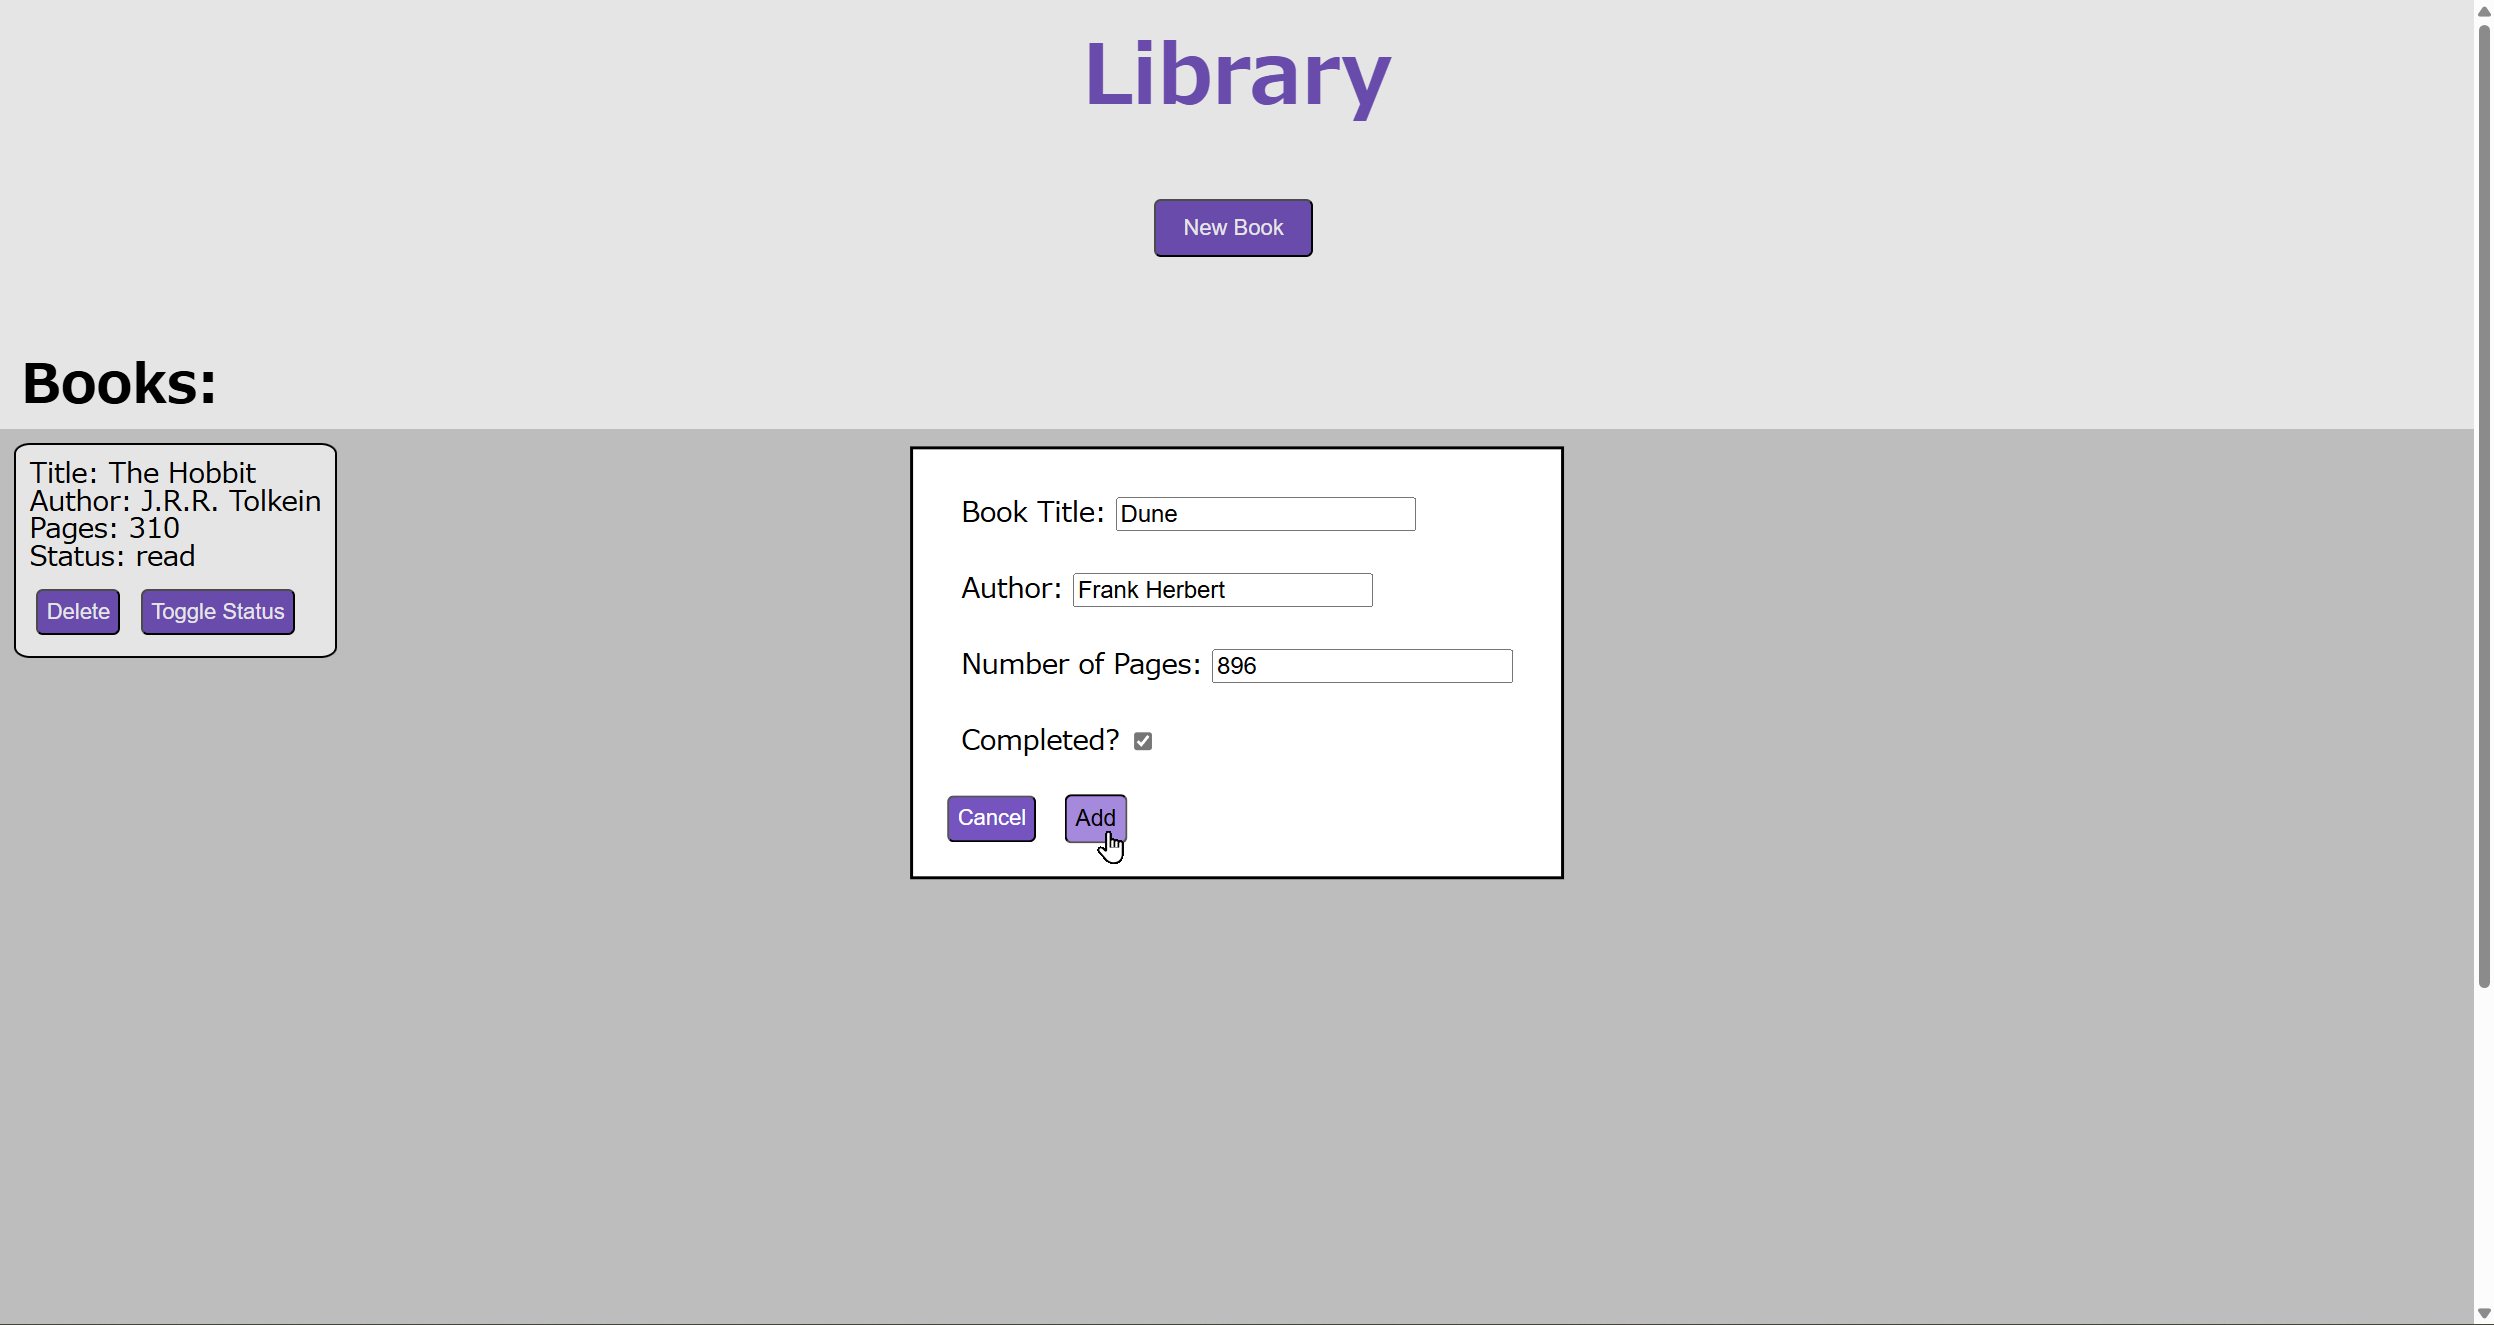 Library
New Book
Books:
Title: The Hobbit
Author: J.R.R. Tolkein
Pages: 310
Status: read
Delete Toggle Status
Book Title: Dune
Author: Frank Herbert
Number of Pages: 896
Completed?
Cancel Add